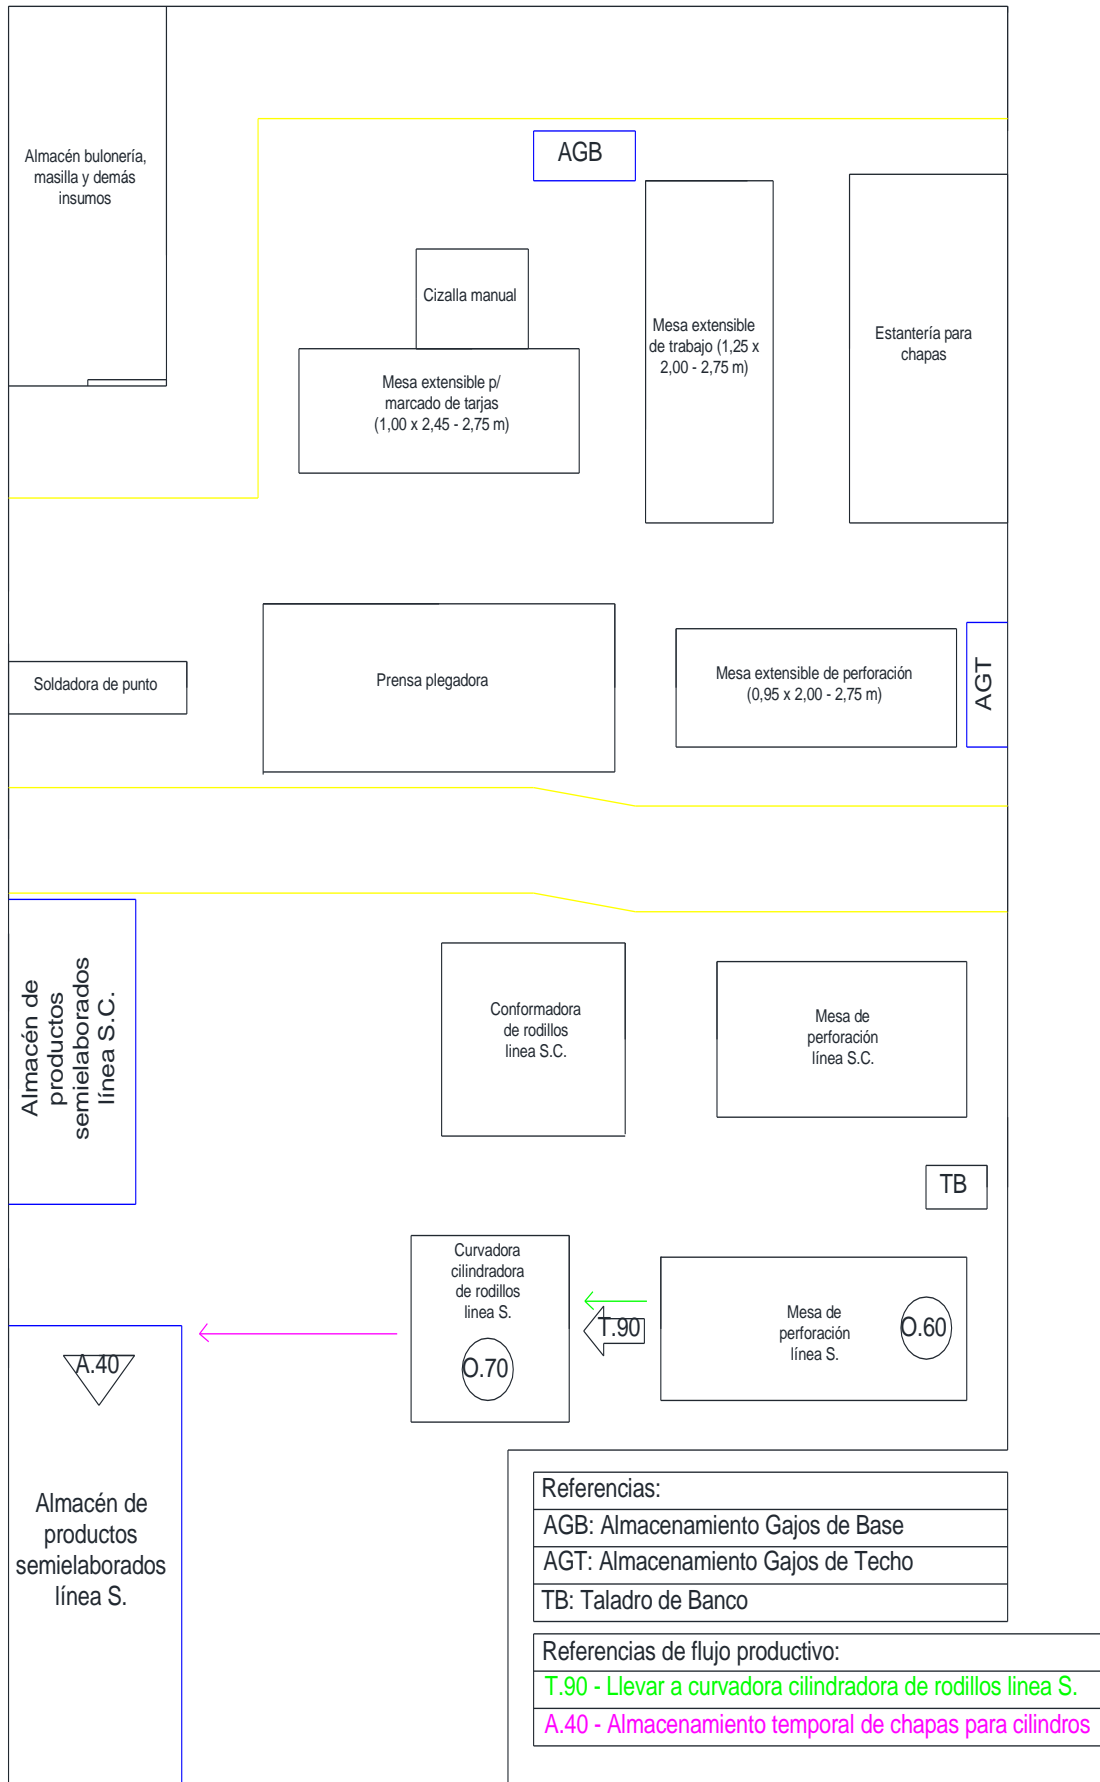 Almacén bulonería,
masilla y demás
insumos
AGB
Cizalla manual
Mesa extensible p/
marcado de tarjas
(1,00 x 2,45 - 2,75 m)
Mesa extensible
de trabajo (1,25 x
2,00 - 2,75 m)
Estantería para
chapas
Soldadora de punto
Prensa plegadora
Mesa extensible de perforación
(0,95 x 2,00 - 2,75 m)
AGT
Almacén de
productos
semielaborados
línea S.C.
Conformadora
de rodillos
linea S.C.
Mesa de
perforación
línea S.C.
TB
Curvadora
cilindradora
de rodillos
linea S.
O.70
T.90
Mesa de
perforación
línea S.
O.60
A.40
Almacén de
productos
semielaborados
línea S.
Referencias:
AGB: Almacenamiento Gajos de Base
AGT: Almacenamiento Gajos de Techo
TB: Taladro de Banco
Referencias de flujo productivo:
T.90 - Llevar a curvadora cilindradora de rodillos linea S.
A.40 - Almacenamiento temporal de chapas para cilindros